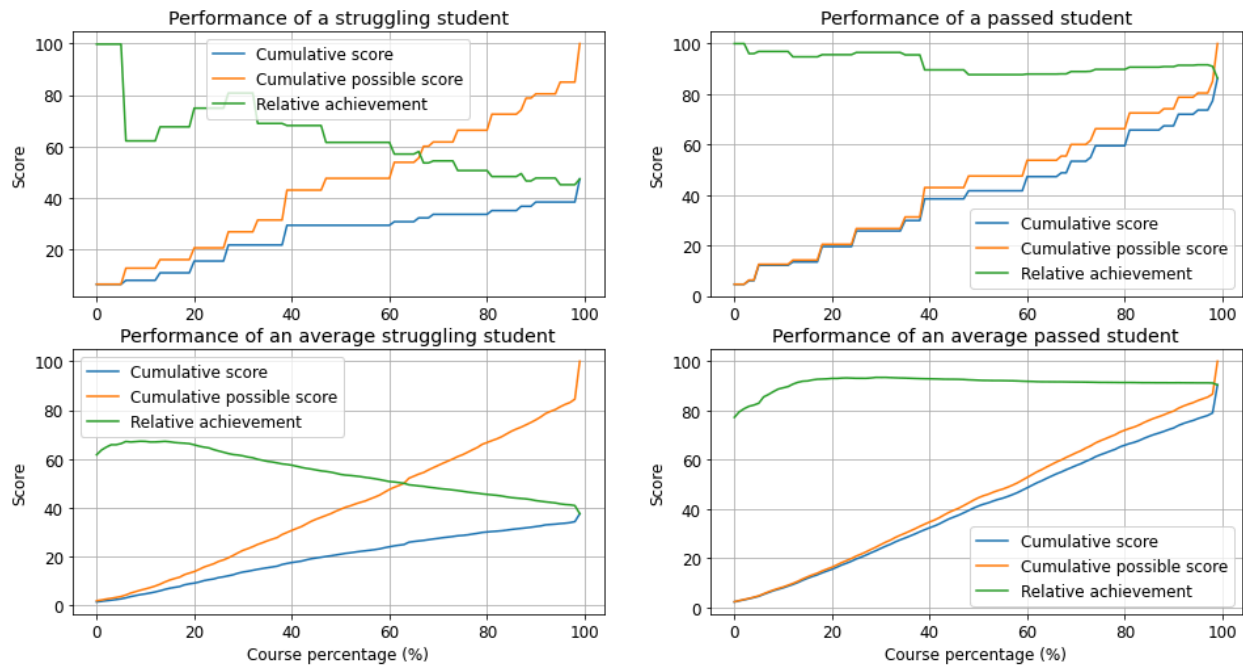 Performance of a struggling student
100
80
60
40
20
Score
0 20 40 60 80 100
Cumulative score
Cumulative possible score
Relative achievement
Performance of a passed student
100
80
60
40
20
0
Score
0 20 40 60 80 100
Cumulative score
Cumulative possible score
Relative achievement
Performance of an average struggling student
100
80
60
40
20
0
Score
0 20 40 60 80 100
Course percentage (%)
Cumulative score
Cumulative possible score
Relative achievement
Performance of an average passed student
100
80
60
40
20
0
Score
0 20 40 60 80 100
Course percentage (%)
Cumulative score
Cumulative possible score
Relative achievement